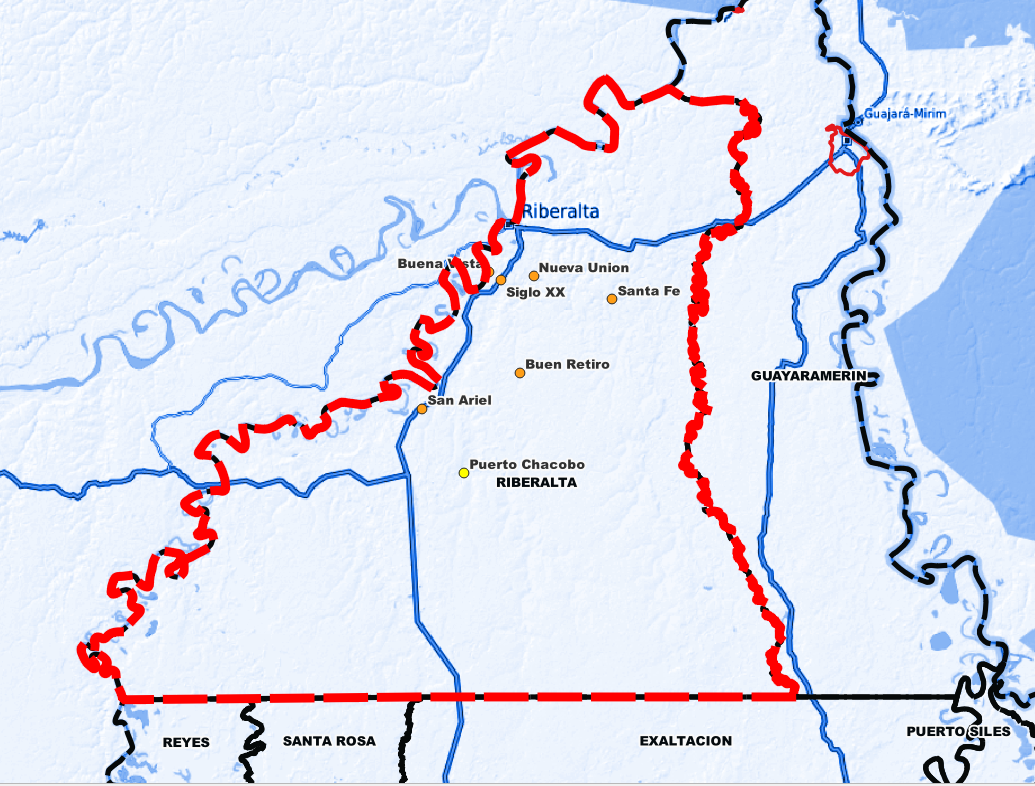 Guajará-Mirim
Riberalta
Buena Vista
Nueva Union
Siglo XX
Santa Fe
Buen Retiro
GUAYARAMERIN
San Ariel
Puerto Chacobo
RIBERALTA
REYES
SANTA ROSA
EXALTACION
PUERTO SILES